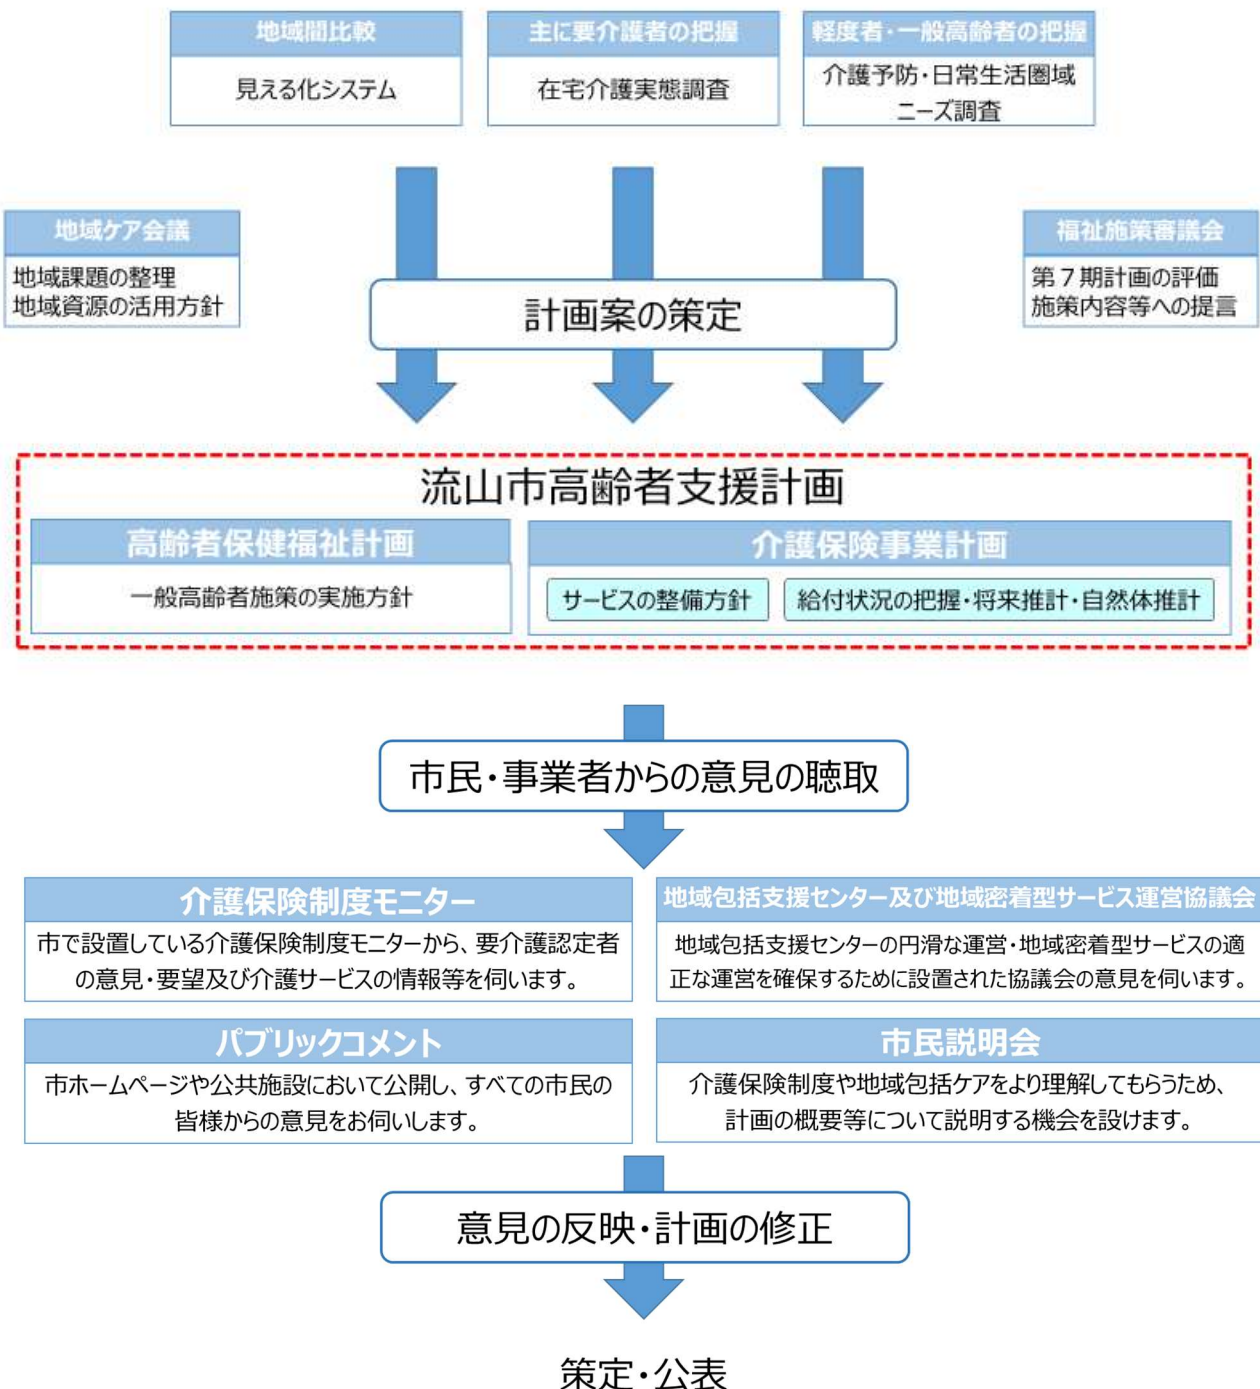 地域間比較
見える化システム
主に要介護者の把握
在宅介護実態調査
軽度者・一般高齢者の把握
介護予防・日常生活圏域
ニーズ調査
地域ケア会議
地域課題の整理
地域資源の活用方針
計画案の策定
福祉施策審議会
第７期計画の評価
施策内容等への提言
流山市高齢者支援計画
高齢者保健福祉計画
一般高齢者施策の実施方針
介護保険事業計画
サービスの整備方針
給付状況の把握・将来推計・自然体推計
市民・事業者からの意見の聴取
介護保険制度モニター
市で設置している介護保険制度モニターから、要介護認定者
の意見・要望及び介護サービスの情報等を伺います。
地域包括支援センター及び地域密着型サービス運営協議会
地域包括支援センターの円滑な運営・地域密着型サービスの適
正な運営を確保するために設置された協議会の意見を伺います。
パブリックコメント
市ホームページや公共施設において公開し、すべての市民の
皆様からの意見をお伺いします。
市民説明会
介護保険制度や地域包括ケアをより理解してもらうため、
計画の概要等について説明する機会を設けます。
意見の反映・計画の修正
策定・公表